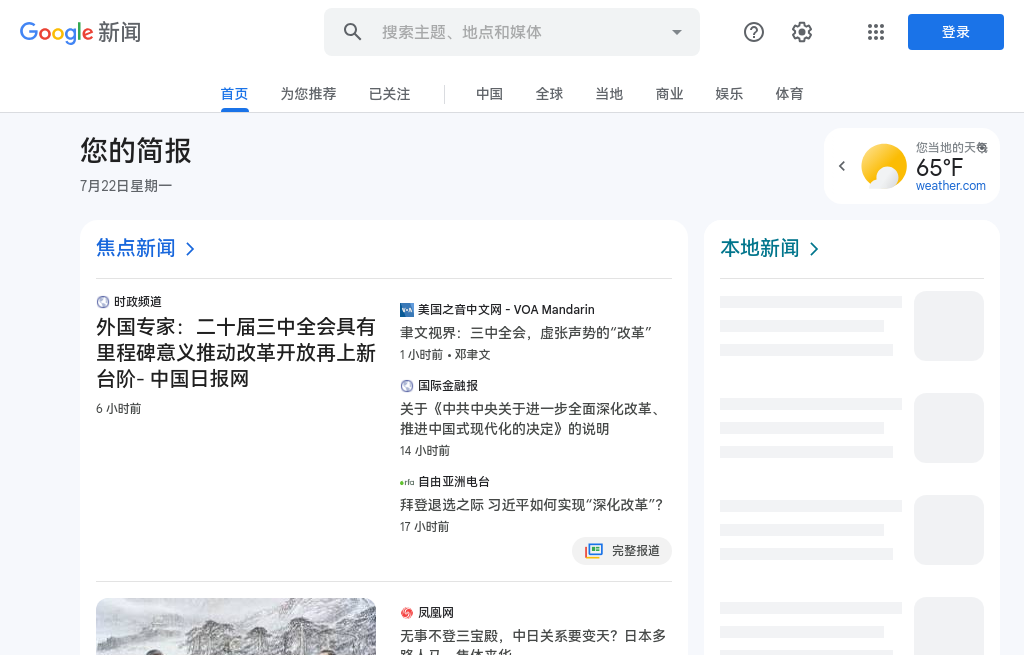 Google 新闻
搜索主题、地点和媒体
登录
首页
为您推荐
已关注
中国
全球
当地
商业
娱乐
体育
您的简报
7月22日星期一
您当地的天气
65°F
weather.com
焦点新闻
时政频道
外国专家：二十届三中全会具有
里程碑意义推动改革开放再上新
台阶- 中国日报网
6 小时前
美国之音中文网 - VOA Mandarin
聿文视界：三中全会，虚张声势的“改革”
1 小时前 • 邓聿文
国际金融报
关于《中共中央关于进一步全面深化改革、
推进中国式现代化的决定》的说明
14 小时前
rfa 自由亚洲电台
拜登退选之际 习近平如何实现“深化改革”？
17 小时前
完整报道
凤凰网
无事不登三宝殿，中日关系要变天？日本多
本地新闻